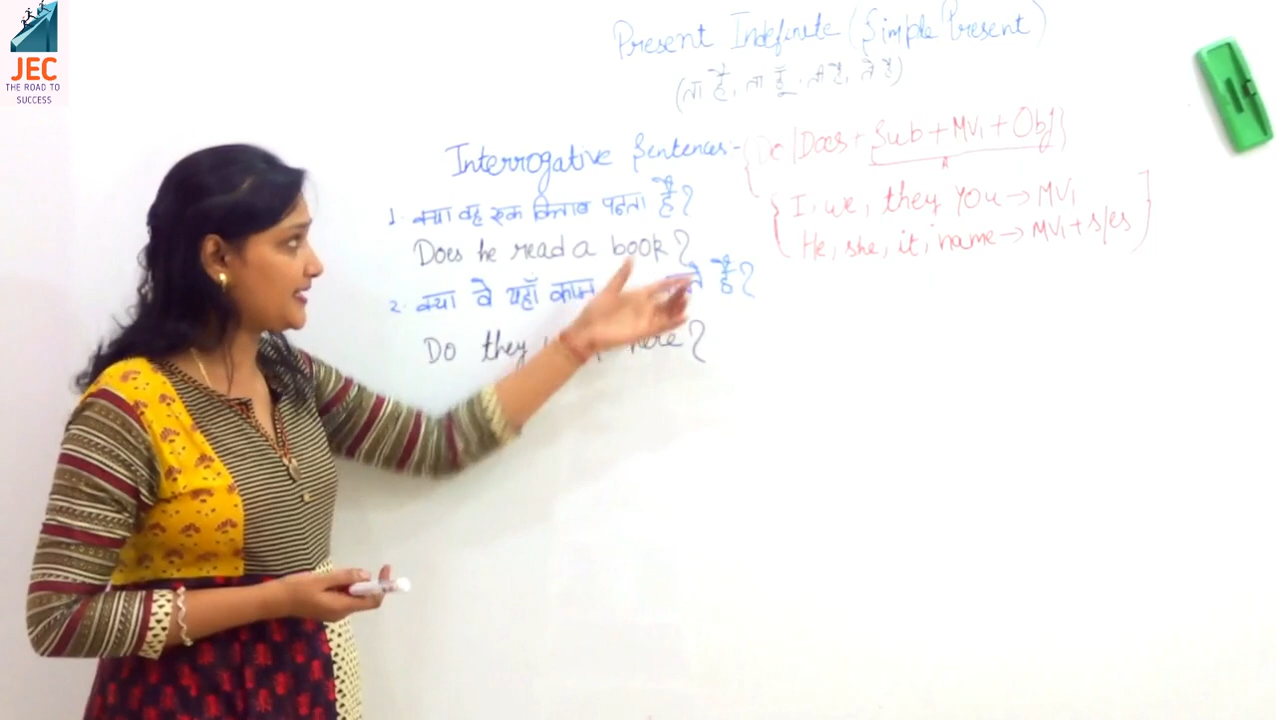 JEC
THE ROAD TO
SUCCESS
Present Indefinite (Simple Present)
(ता है, ता हूँ, ती है, ते है)
Interrogative Sentences:- {Do/Does + Sub + MV1 + Obj}
1. क्या वह एक किताब पढता है?
{ I, we, they You → MV1
Does he read a book?
He, she, it, name → MV1 + s/es }
2. क्या वे यहाँ काम है?
Do they here?